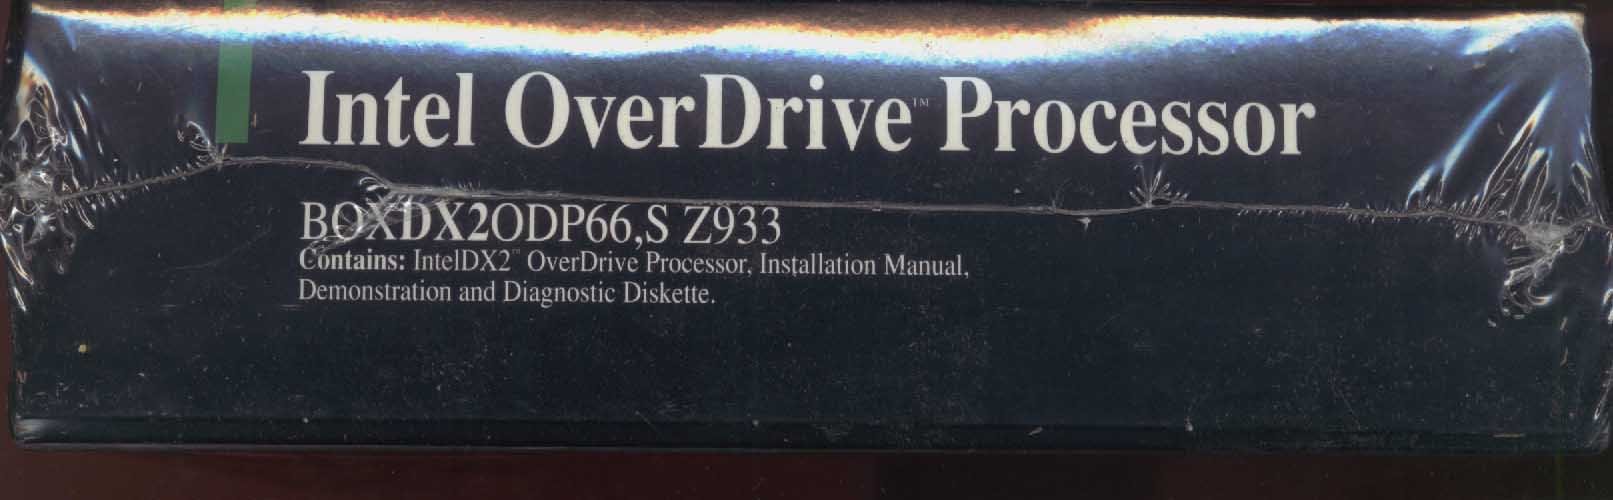 Intel OverDrive™ Processor
BOXDX2ODP66,S Z933
Contains: IntelDX2™ OverDrive Processor, Installation Manual,
Demonstration and Diagnostic Diskette.